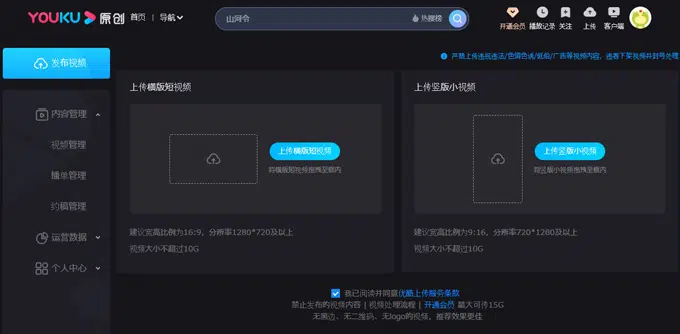 YOUKU 原创 首页 | 导航
山河令 热搜榜
开通会员 播放记录 关注 上传 客户端
发布视频
严禁上传违规违法/色情色诱/低俗/广告等视频内容，违者下架视频并封号处理
内容管理
视频管理
播单管理
约稿管理
运营数据
个人中心
上传横版短视频
上传横版短视频
将横版短视频拖拽至框内
建议宽高比例为16:9，分辨率1280*720及以上
视频大小不超过10G
上传竖版小视频
上传竖版小视频
将竖版小视频拖拽至框内
建议宽高比例为9:16，分辨率720*1280及以上
视频大小不超过10G
我已阅读并同意优酷上传服务条款
禁止发布的视频内容 | 视频处理流程 | 开通会员 最大可传15G
无黑边、无二维码、无logo的视频，推荐效果更佳